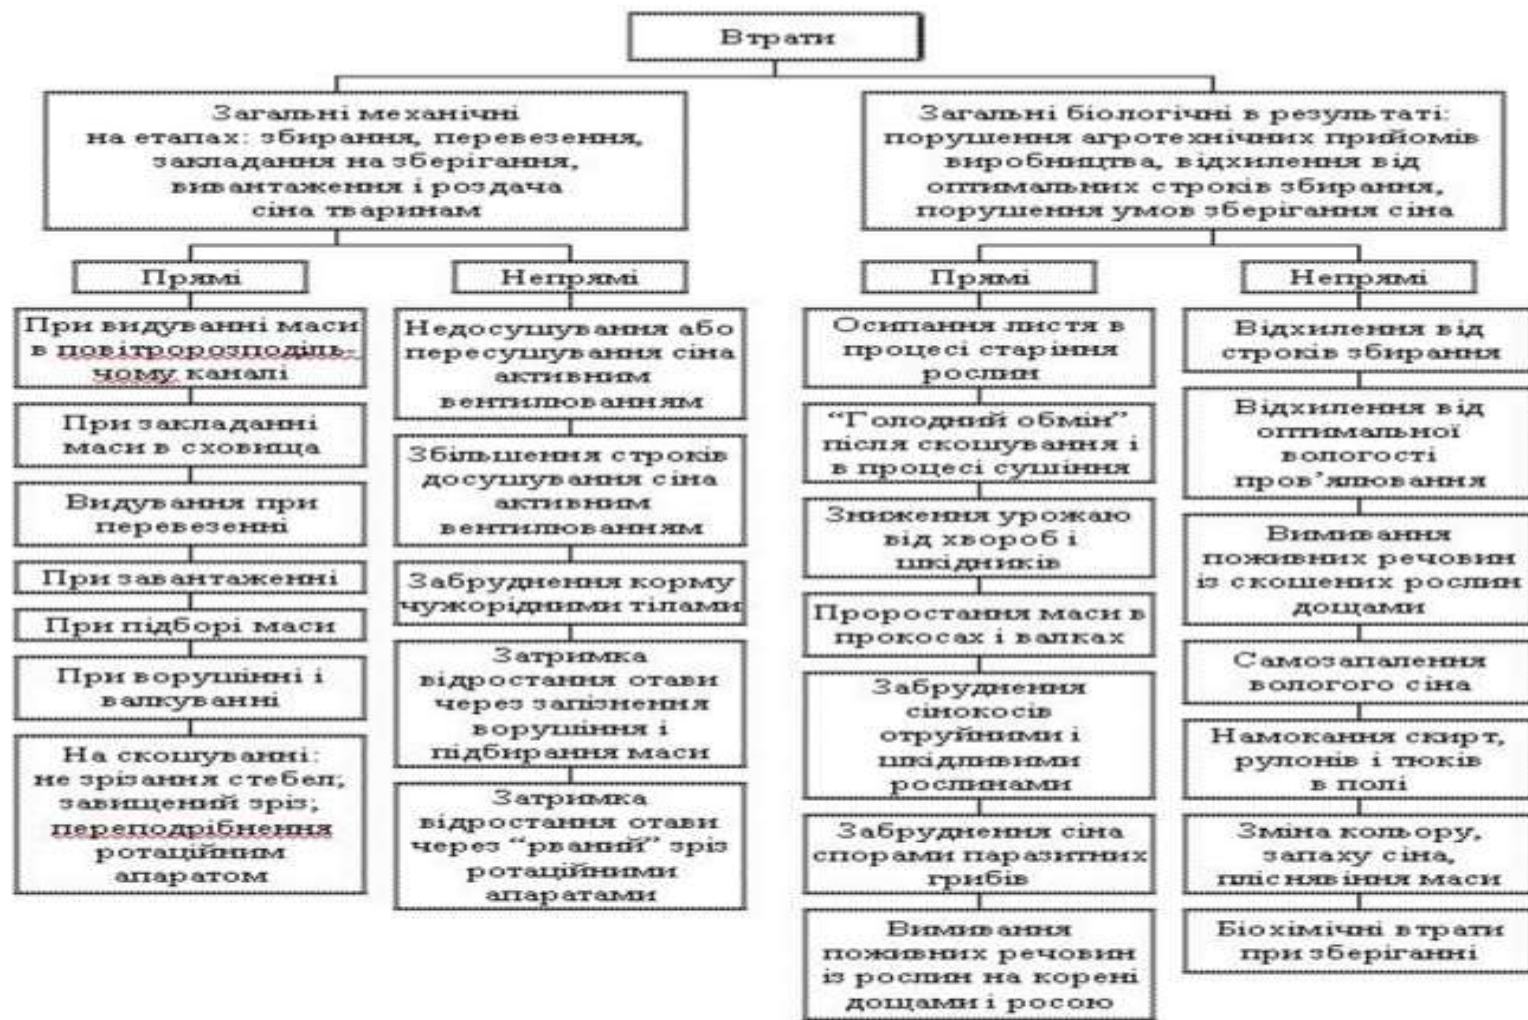 Втрати
Загальні механічні
на етапах: збирання, перевезення,
закладання на зберігання,
вивантаження і роздача
сіна тваринам
Загальні біологічні в результаті:
порушення агротехнічних прийомів
виробництва, відхилення від
оптимальних строків збирання,
порушення умов зберігання сіна
Прямі
Непрямі
Прямі
Непрямі
При видуванні маси
в повітророзподіль-
чому каналі
При закладанні
маси в сховища
Видування при
перевезенні
При завантаженні
При підборі маси
При ворушінні і
валкуванні
На скошуванні:
не зрізання стебел;
завищений зріз;
переподрібнення
ротаційним
апаратом
Недосушування або
пересушування сіна
активним
вентилюванням
Збільшення строків
досушування сіна
активним
вентилюванням
Забруднення корму
чужорідними тілами
Затримка
відростання отави
через запізнення
ворушіння і
підбирання маси
Затримка
відростання отави
через “рваний” зріз
ротаційними
апаратами
Осипання листя в
процесі старіння
рослин
“Голодний обмін”
після скошування і
в процесі сушіння
Зниження урожаю
від хвороб і
шкідників
Проростання маси в
прокосах і валках
Забруднення
сінокосів
отруйними і
шкідливими
рослинами
Забруднення сіна
спорами паразитних
грибів
Вимивання
поживних речовин
із рослин на корені
дощами і росою
Відхилення від
строків збирання
Відхилення від
оптимальної
вологості
пров’ялювання
Вимивання
поживних речовин
із скошених рослин
дощами
Самозапалення
вологого сіна
Намокання скирт,
рулонів і тюків
в полі
Зміна кольору,
запаху сіна,
пліснявіння маси
Біохімічні втрати
при зберіганні